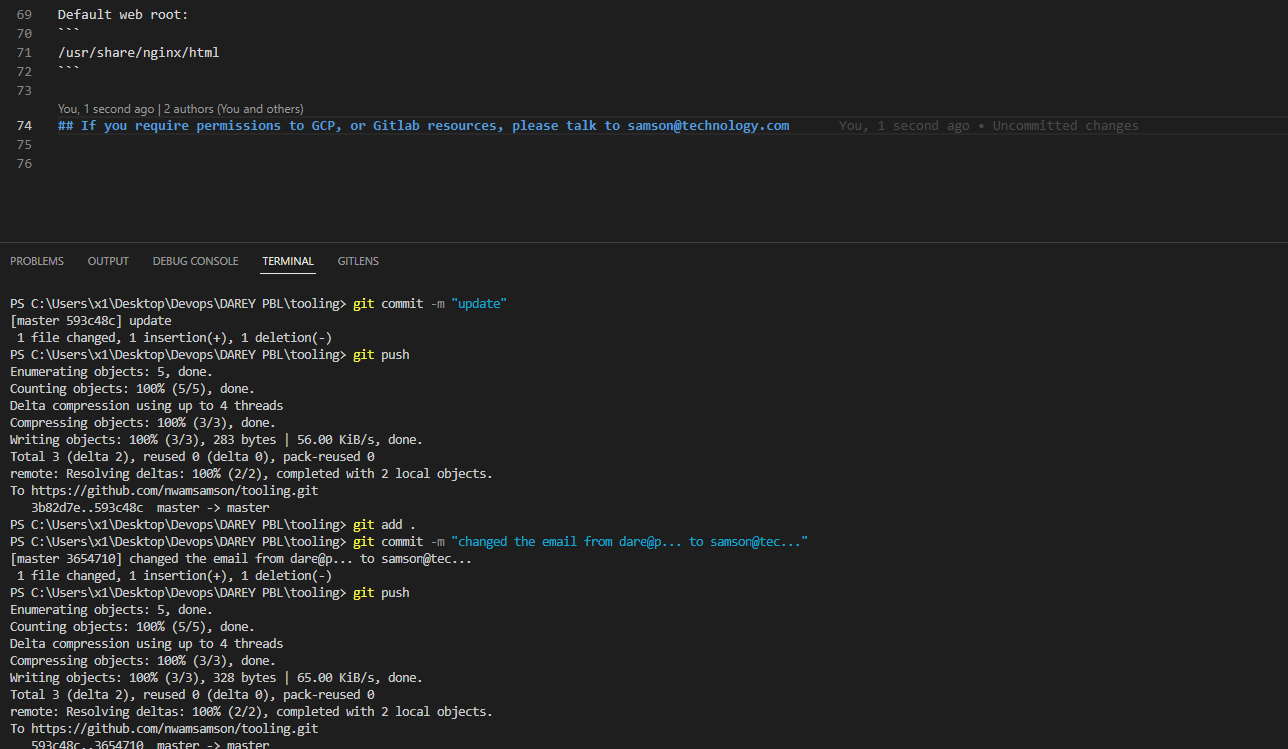 69 Default web root:
70 ```
71 /usr/share/nginx/html
72 ```
73
You, 1 second ago | 2 authors (You and others)
74 ## If you require permissions to GCP, or Gitlab resources, please talk to samson@technology.com You, 1 second ago • Uncommitted changes
75
76
PROBLEMS OUTPUT DEBUG CONSOLE TERMINAL GITLENS
PS C:\Users\x1\Desktop\Devops\DAREY PBL\tooling> git commit -m "update"
[master 593c48c] update
 1 file changed, 1 insertion(+), 1 deletion(-)
PS C:\Users\x1\Desktop\Devops\DAREY PBL\tooling> git push
Enumerating objects: 5, done.
Counting objects: 100% (5/5), done.
Delta compression using up to 4 threads
Compressing objects: 100% (3/3), done.
Writing objects: 100% (3/3), 283 bytes | 56.00 KiB/s, done.
Total 3 (delta 2), reused 0 (delta 0), pack-reused 0
remote: Resolving deltas: 100% (2/2), completed with 2 local objects.
To https://github.com/nwamsamson/tooling.git
   3b82d7e..593c48c  master -> master
PS C:\Users\x1\Desktop\Devops\DAREY PBL\tooling> git add .
PS C:\Users\x1\Desktop\Devops\DAREY PBL\tooling> git commit -m "changed the email from dare@p... to samson@tec..."
[master 3654710] changed the email from dare@p... to samson@tec...
 1 file changed, 1 insertion(+), 1 deletion(-)
PS C:\Users\x1\Desktop\Devops\DAREY PBL\tooling> git push
Enumerating objects: 5, done.
Counting objects: 100% (5/5), done.
Delta compression using up to 4 threads
Compressing objects: 100% (3/3), done.
Writing objects: 100% (3/3), 328 bytes | 65.00 KiB/s, done.
Total 3 (delta 2), reused 0 (delta 0), pack-reused 0
remote: Resolving deltas: 100% (2/2), completed with 2 local objects.
To https://github.com/nwamsamson/tooling.git
   593c48c..3654710  master -> master